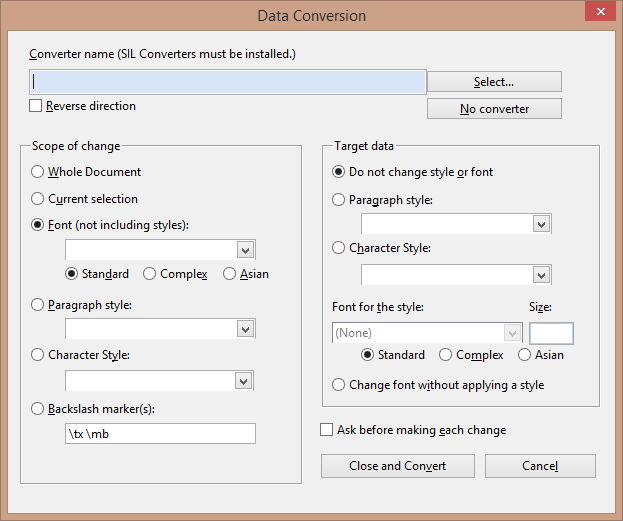 Data Conversion
Converter name (SIL Converters must be installed.)
Select...
Reverse direction
No converter
Scope of change
Whole Document
Current selection
Font (not including styles):
Standard Complex Asian
Paragraph style:
Character Style:
Backslash marker(s):
\tx \mb
Target data
Do not change style or font
Paragraph style:
Character Style:
Font for the style: Size:
(None)
Standard Complex Asian
Change font without applying a style
Ask before making each change
Close and Convert Cancel